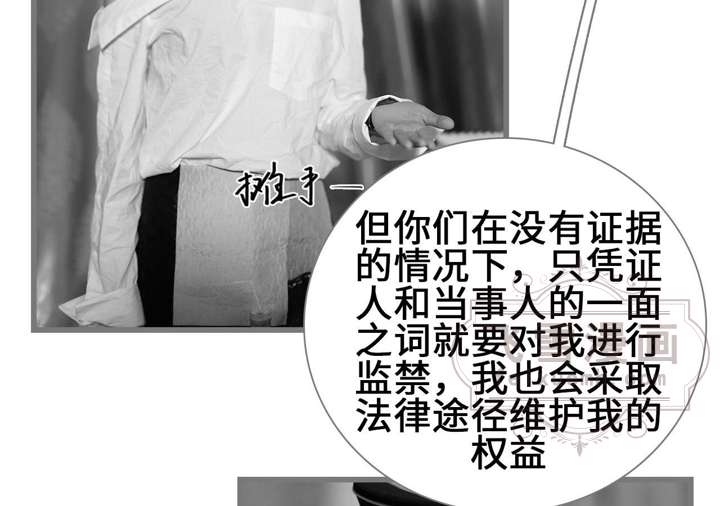 摊手—
但你们在没有证据
的情况下，只凭证
人和当事人的一面
之词就要对我进行
监禁，我也会采取
法律途径维护我的
权益